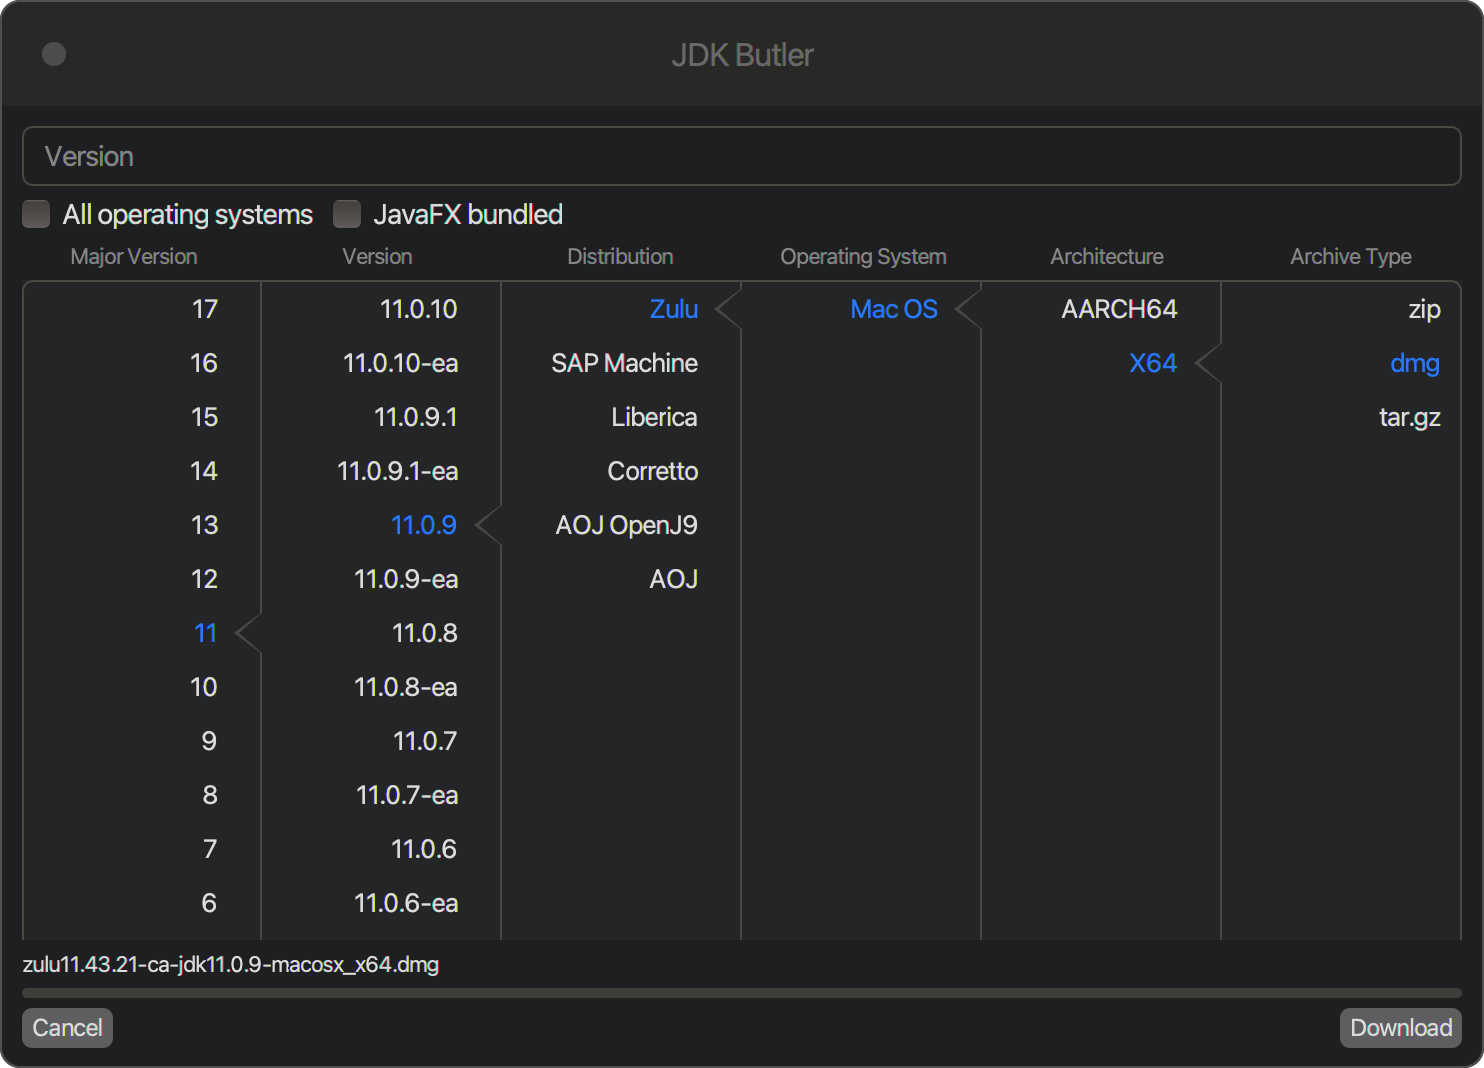 JDK Butler
Version
All operating systems JavaFX bundled
Major Version Version Distribution Operating System Architecture Archive Type
17 11.0.10 Zulu Mac OS AARCH64 zip
16 11.0.10-ea SAP Machine X64 dmg
15 11.0.9.1 Liberica tar.gz
14 11.0.9.1-ea Corretto
13 11.0.9 AOJ OpenJ9
12 11.0.9-ea AOJ
11 11.0.8
10 11.0.8-ea
9 11.0.7
8 11.0.7-ea
7 11.0.6
6 11.0.6-ea
zulu11.43.21-ca-jdk11.0.9-macosx_x64.dmg
Cancel Download